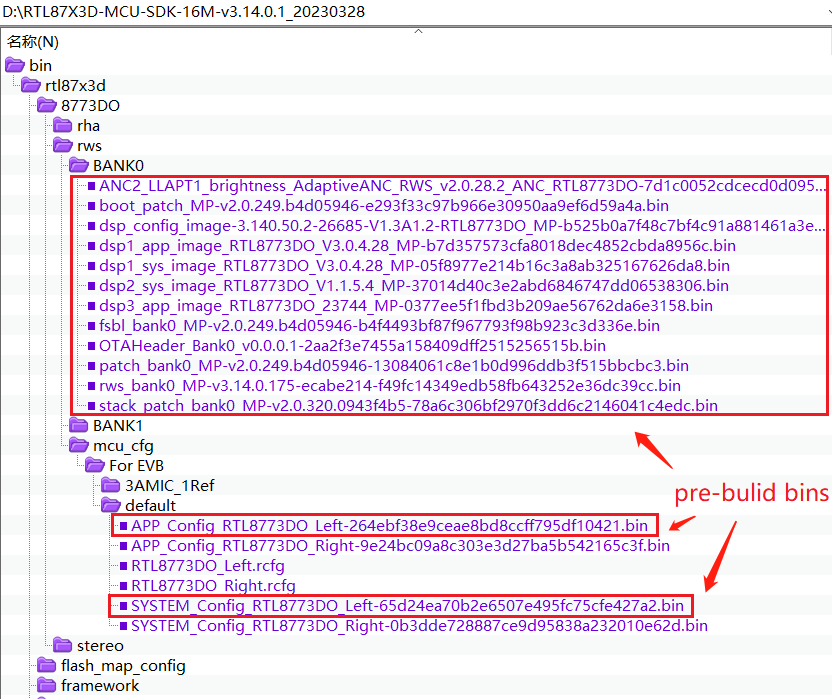 D:\RTL87X3D-MCU-SDK-16M-v3.14.0.1_20230328
名称(N)
bin
rtl87x3d
8773DO
rha
rws
BANK0
ANC2_LLAPT1_brightness_AdaptiveANC_RWS_v2.0.28.2_ANC_RTL8773DO-7d1c0052cdcecd0d095...
boot_patch_MP-v2.0.249.b4d05946-e293f33c97b966e30950aa9ef6d59a4a.bin
dsp_config_image-3.140.50.2-26685-V1.3A1.2-RTL8773DO_MP-b525b0a7f48c7bf4c91a881461a3e...
dsp1_app_image_RTL8773DO_V3.0.4.28_MP-b7d357573cfa8018dec4852cbda8956c.bin
dsp1_sys_image_RTL8773DO_V3.0.4.28_MP-05f8977e214b16c3a8ab325167626da8.bin
dsp2_sys_image_RTL8773DO_V1.1.5.4_MP-37014d40c3e2abd6846747dd06538306.bin
dsp3_app_image_RTL8773DO_23744_MP-0377ee5f1fbd3b209ae56762da6e3158.bin
fsbl_bank0_MP-v2.0.249.b4d05946-b4f4493bf87f967793f98b923c3d336e.bin
OTAHeader_Bank0_v0.0.0.1-2aa2f3e7455a158409dff2515256515b.bin
patch_bank0_MP-v2.0.249.b4d05946-13084061c8e1b0d996ddb3f515bbcbc3.bin
rws_bank0_MP-v3.14.0.175-ecabe214-f49fc14349edb58fb643252e36dc39cc.bin
stack_patch_bank0_MP-v2.0.320.0943f4b5-78a6c306bf2970f3dd6c2146041c4edc.bin
BANK1
mcu_cfg
For EVB
3AMIC_1Ref
pre-bulid bins
default
APP_Config_RTL8773DO_Left-264ebf38e9ceae8bd8ccff795df10421.bin
APP_Config_RTL8773DO_Right-9e24bc09a8c303e3d27ba5b542165c3f.bin
RTL8773DO_Left.rcfg
RTL8773DO_Right.rcfg
SYSTEM_Config_RTL8773DO_Left-65d24ea70b2e6507e495fc75cfe427a2.bin
SYSTEM_Config_RTL8773DO_Right-0b3dde728887ce9d95838a232010e62d.bin
stereo
flash_map_config
framework